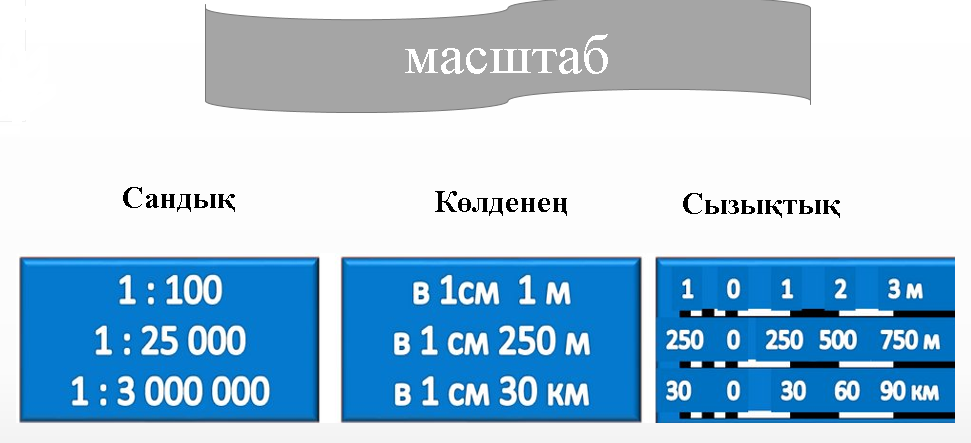 масштаб
Сандық
Көлденең
Сызықтық
1 : 100
1 : 25 000
1 : 3 000 000
в 1см 1 м
в 1 см 250 м
в 1 см 30 км
1 0 1 2 3 м
250 0 250 500 750 м
30 0 30 60 90 км